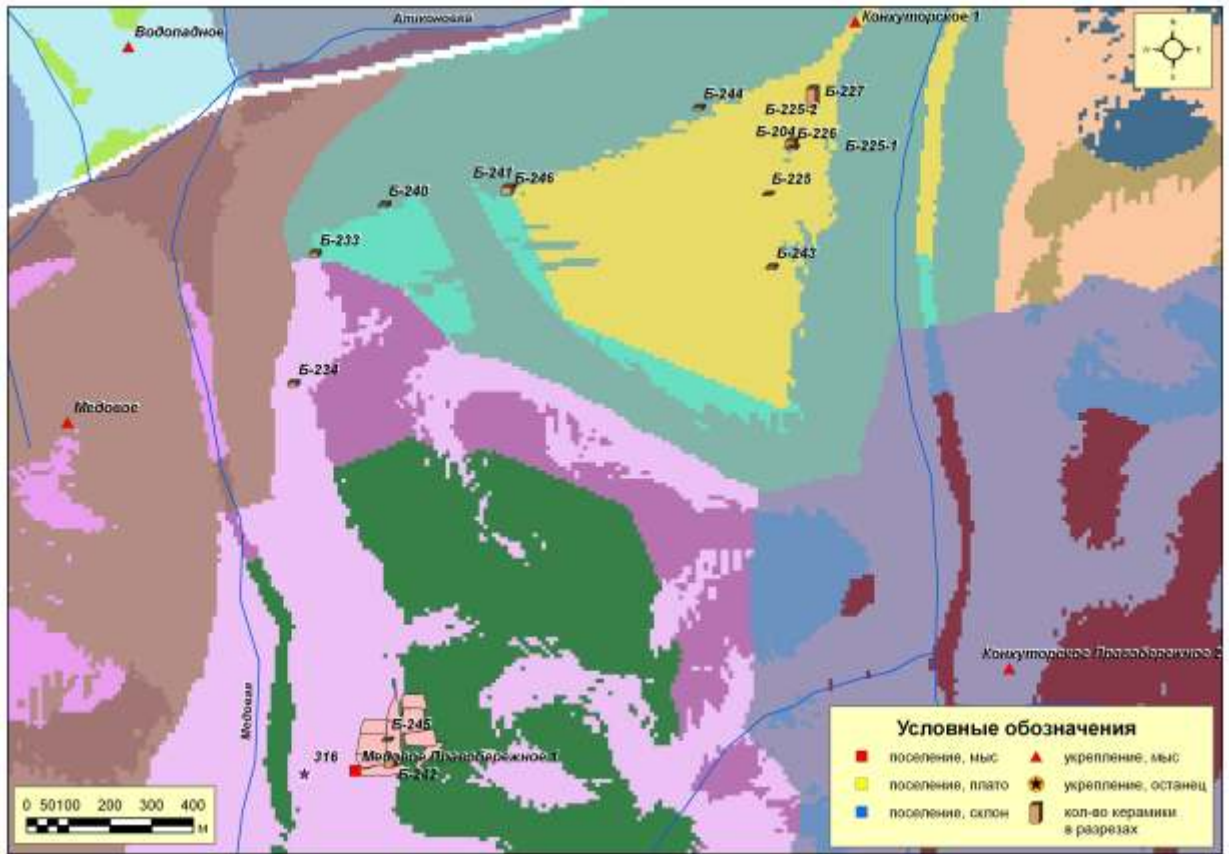 Аликоновка
Водопадное
Конкуторское 1
Б-244
Б-227
Б-225-2
Б-204
Б-226
Б-225-1
Б-241
Б-246
Б-240
Б-225
Б-233
Б-243
Б-234
Медовое
Конкуторское Правобережное 2
Медовая
Б-245
316
Медовое Правобережное 1
Б-242
0 50100 200 300 400
М
Условные обозначения
поселение, мыс
поселение, плато
поселение, склон
укрепление, мыс
укрепление, останец
кол-во керамики
в разрезах